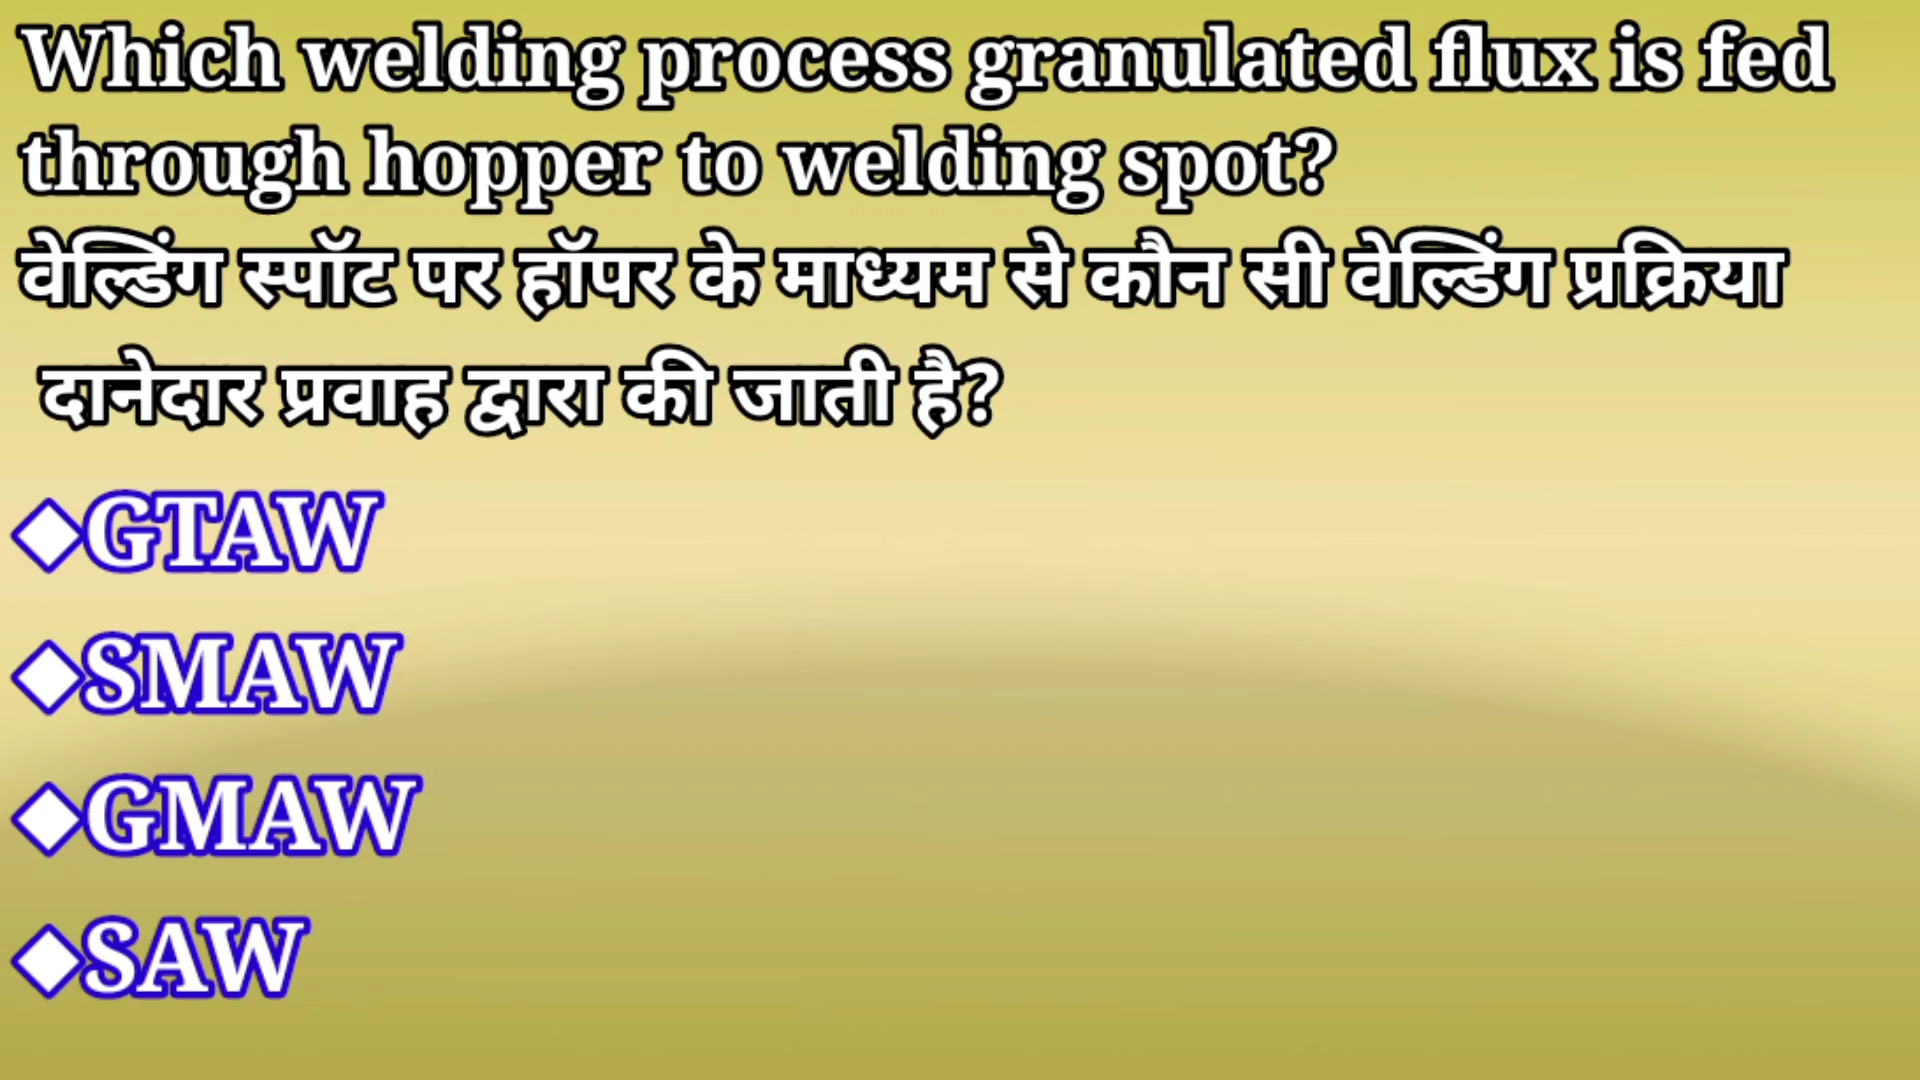 Which welding process granulated flux is fed
through hopper to welding spot?
वेल्डिंग स्पॉट पर हॉपर के माध्यम से कौन सी वेल्डिंग प्रक्रिया
दानेदार प्रवाह द्वारा की जाती है?
◆GTAW
◆SMAW
◆GMAW
◆SAW